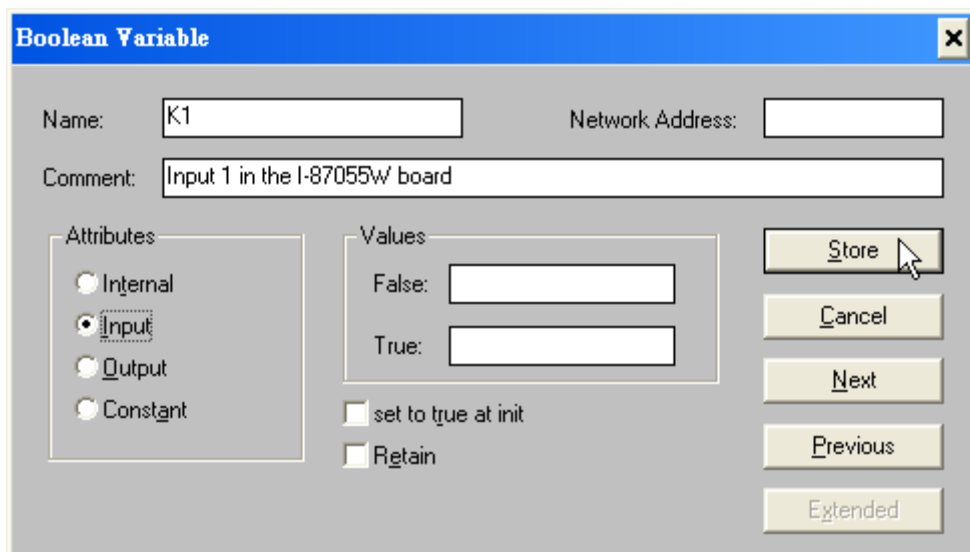 Boolean Variable
Name: K1 Network Address:
Comment: Input 1 in the I-87055W board
Attributes
Internal
Input
Output
Constant
Values
False:
True:
set to true at init
Retain
Store
Cancel
Next
Previous
Extended